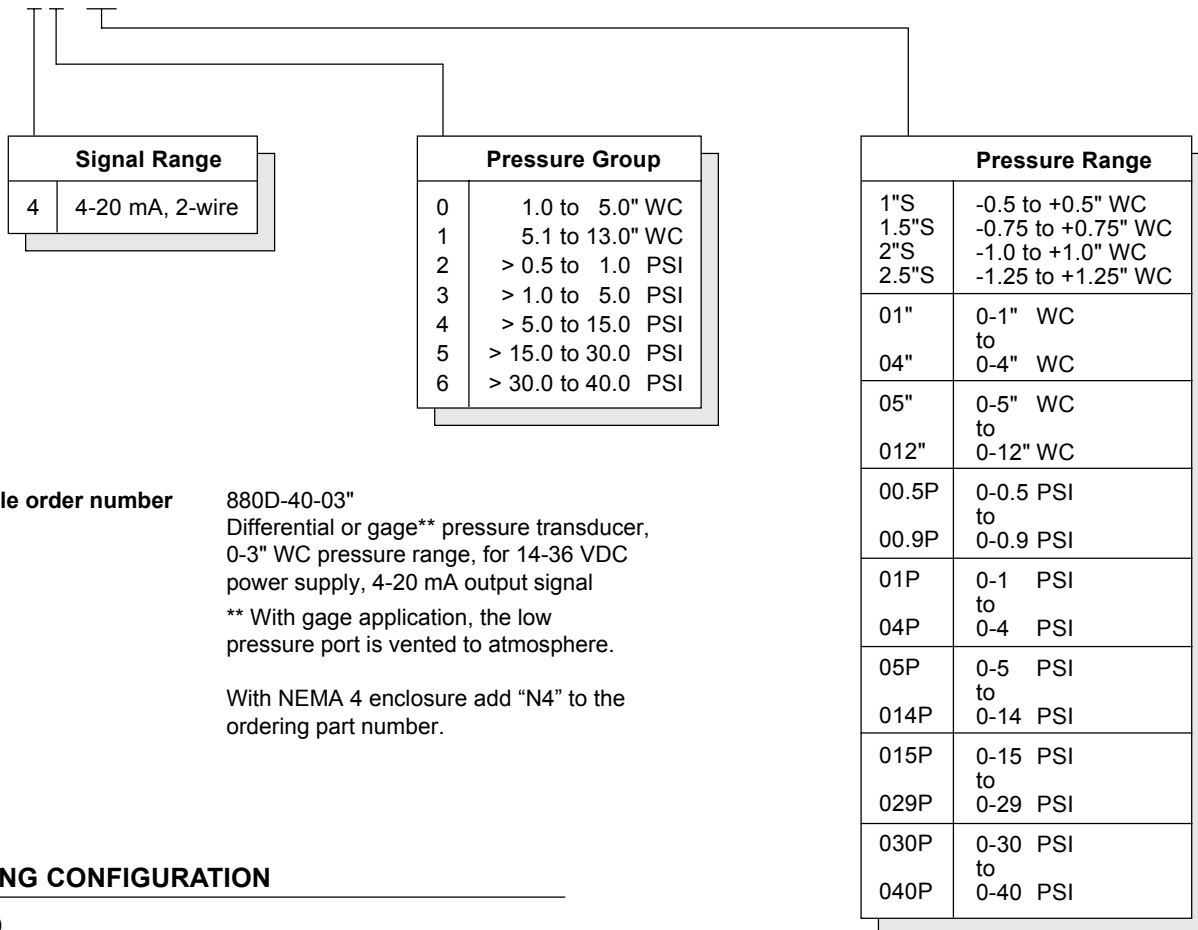 Signal Range
4 4-20 mA, 2-wire
Pressure Group
0 1.0 to 5.0" WC
1 5.1 to 13.0" WC
2 > 0.5 to 1.0 PSI
3 > 1.0 to 5.0 PSI
4 > 5.0 to 15.0 PSI
5 > 15.0 to 30.0 PSI
6 > 30.0 to 40.0 PSI
Pressure Range
1"S -0.5 to +0.5" WC
1.5"S -0.75 to +0.75" WC
2"S -1.0 to +1.0" WC
2.5"S -1.25 to +1.25" WC
01" 0-1" WC
to
04" 0-4" WC
05" 0-5" WC
to
012" 0-12" WC
00.5P 0-0.5 PSI
to
00.9P 0-0.9 PSI
01P 0-1 PSI
to
04P 0-4 PSI
05P 0-5 PSI
to
014P 0-14 PSI
015P 0-15 PSI
to
029P 0-29 PSI
030P 0-30 PSI
to
040P 0-40 PSI
le order number 880D-40-03"
Differential or gage** pressure transducer,
0-3" WC pressure range, for 14-36 VDC
power supply, 4-20 mA output signal
** With gage application, the low
pressure port is vented to atmosphere.
With NEMA 4 enclosure add “N4” to the
ordering part number.
NG CONFIGURATION